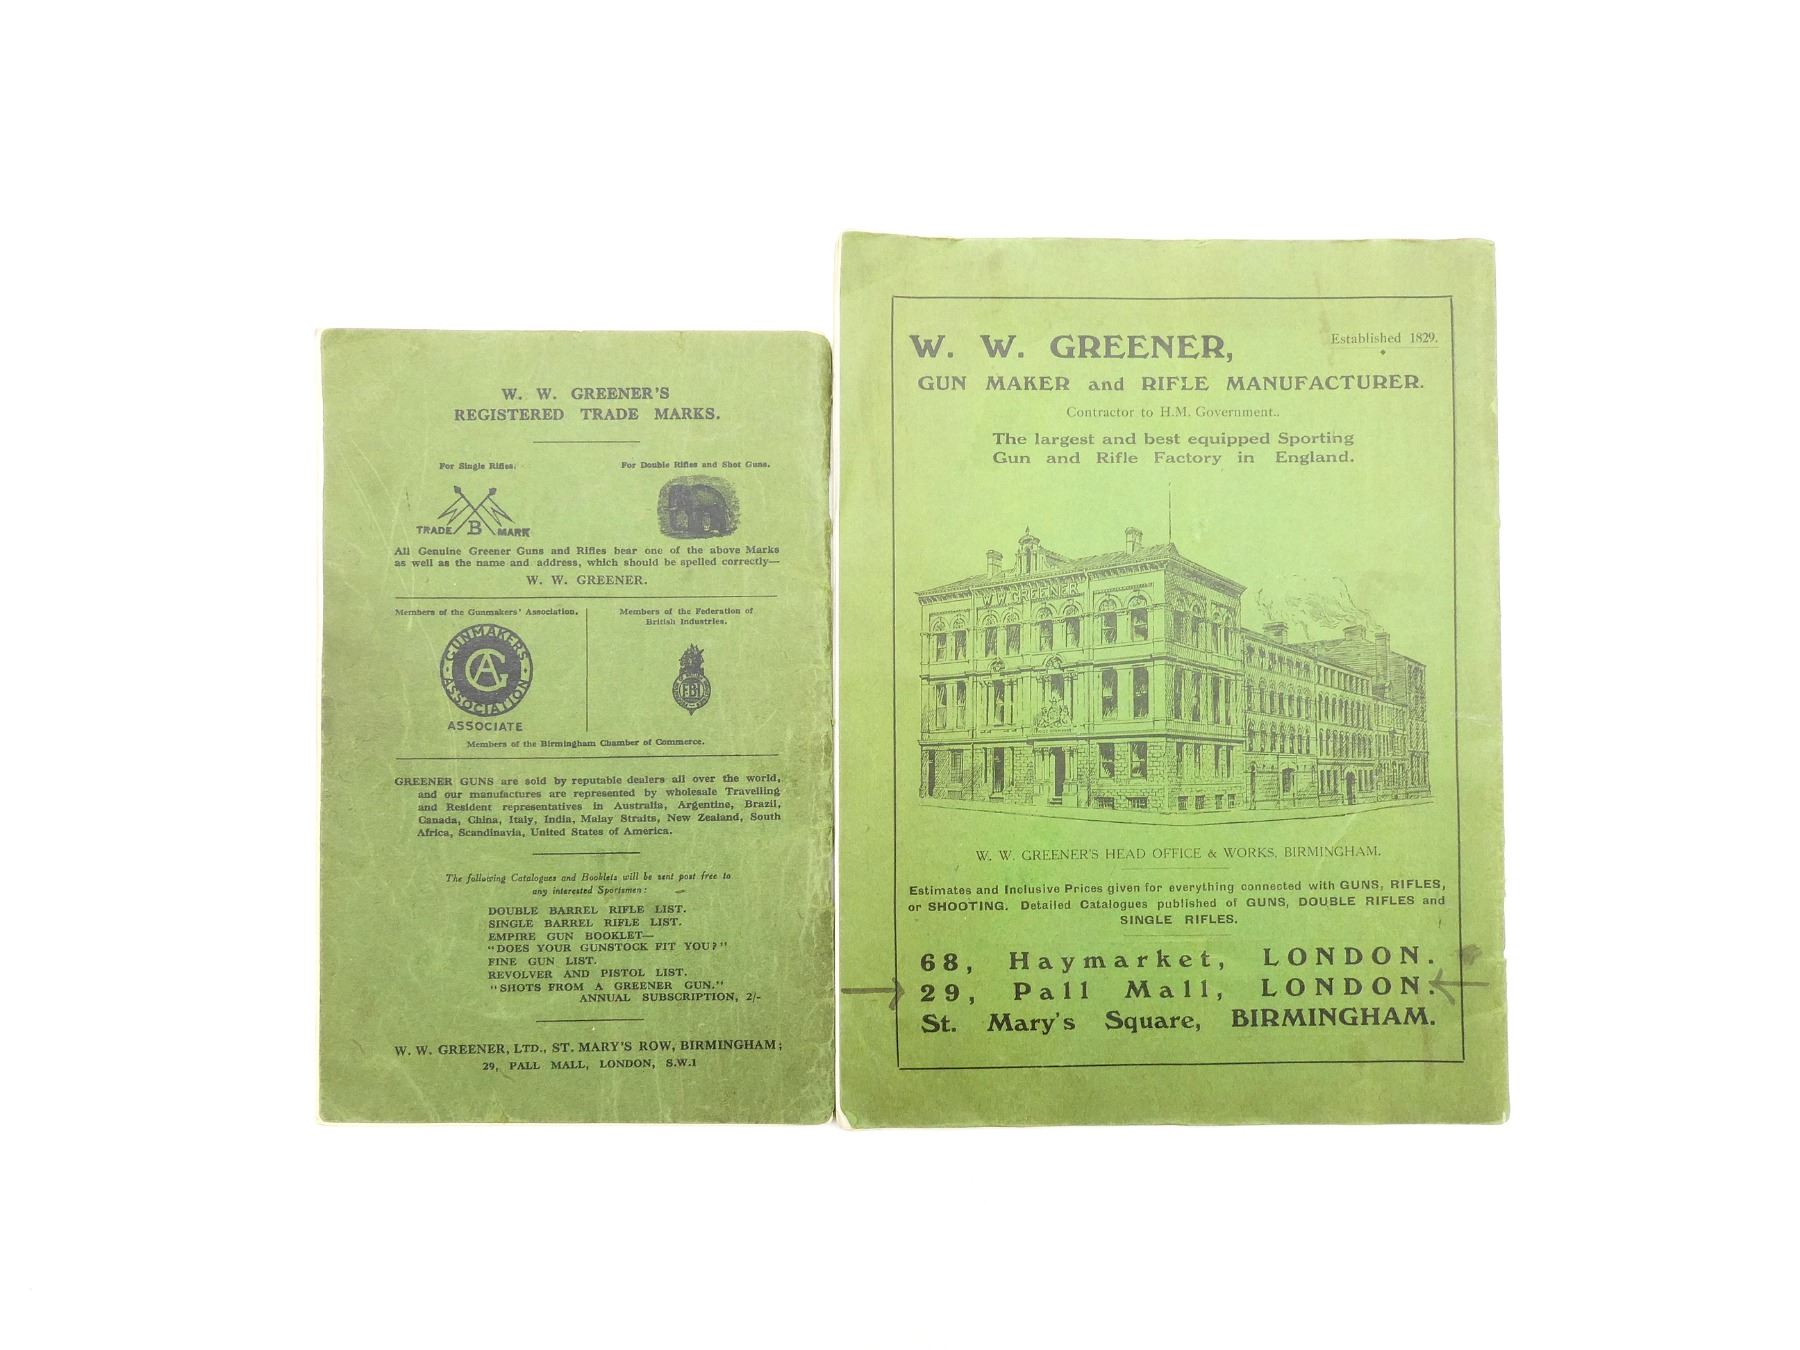 W. W. GREENER'S
REGISTERED TRADE MARKS.
For Single Rifles.
For Double Rifles and Shot Guns.
TRADE B MARK
All Genuine Greener Guns and Rifles bear one of the above Marks
as well as the name and address, which should be spelled correctly—
W. W. GREENER.
Members of the Gunmakers' Association.
Members of the Federation of
British Industries.
GUNMAKERS
AG
ASSOCIATION
ASSOCIATE
Members of the Birmingham Chamber of Commerce.
GREENER GUNS are sold by reputable dealers all over the world,
and our manufactures are represented by wholesale Travelling
and Resident representatives in Australia, Argentine, Brazil,
Canada, China, Italy, India, Malay Straits, New Zealand, South
Africa, Scandinavia, United States of America.
The following Catalogues and Booklets will be sent post free to
any interested Sportsmen:
DOUBLE BARREL RIFLE LIST.
SINGLE BARREL RIFLE LIST.
EMPIRE GUN BOOKLET—
"DOES YOUR GUNSTOCK FIT YOU?"
FINE GUN LIST.
REVOLVER AND PISTOL LIST.
"SHOTS FROM A GREENER GUN."
ANNUAL SUBSCRIPTION, 2/-
W. W. GREENER, LTD., ST. MARY'S ROW, BIRMINGHAM;
29, PALL MALL, LONDON, S.W.1
W. W. GREENER,
Established 1829.
GUN MAKER and RIFLE MANUFACTURER.
Contractor to H.M. Government..
The largest and best equipped Sporting
Gun and Rifle Factory in England.
W W GREENER
W. W. GREENER'S HEAD OFFICE & WORKS, BIRMINGHAM.
Estimates and Inclusive Prices given for everything connected with GUNS, RIFLES,
or SHOOTING. Detailed Catalogues published of GUNS, DOUBLE RIFLES and
SINGLE RIFLES.
68, Haymarket, LONDON.
29, Pall Mall, LONDON.
St. Mary's Square, BIRMINGHAM.